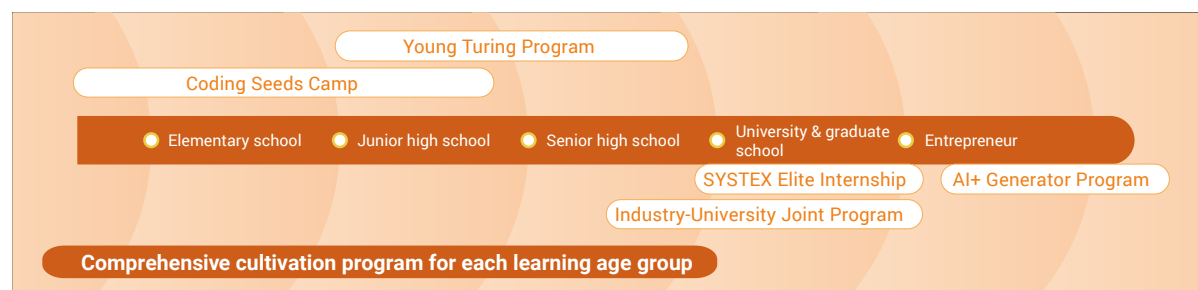 Young Turing Program
Coding Seeds Camp
Elementary school
Junior high school
Senior high school
University & graduate
school
Entrepreneur
SYSTEX Elite Internship
AI+ Generator Program
Industry-University Joint Program
Comprehensive cultivation program for each learning age group